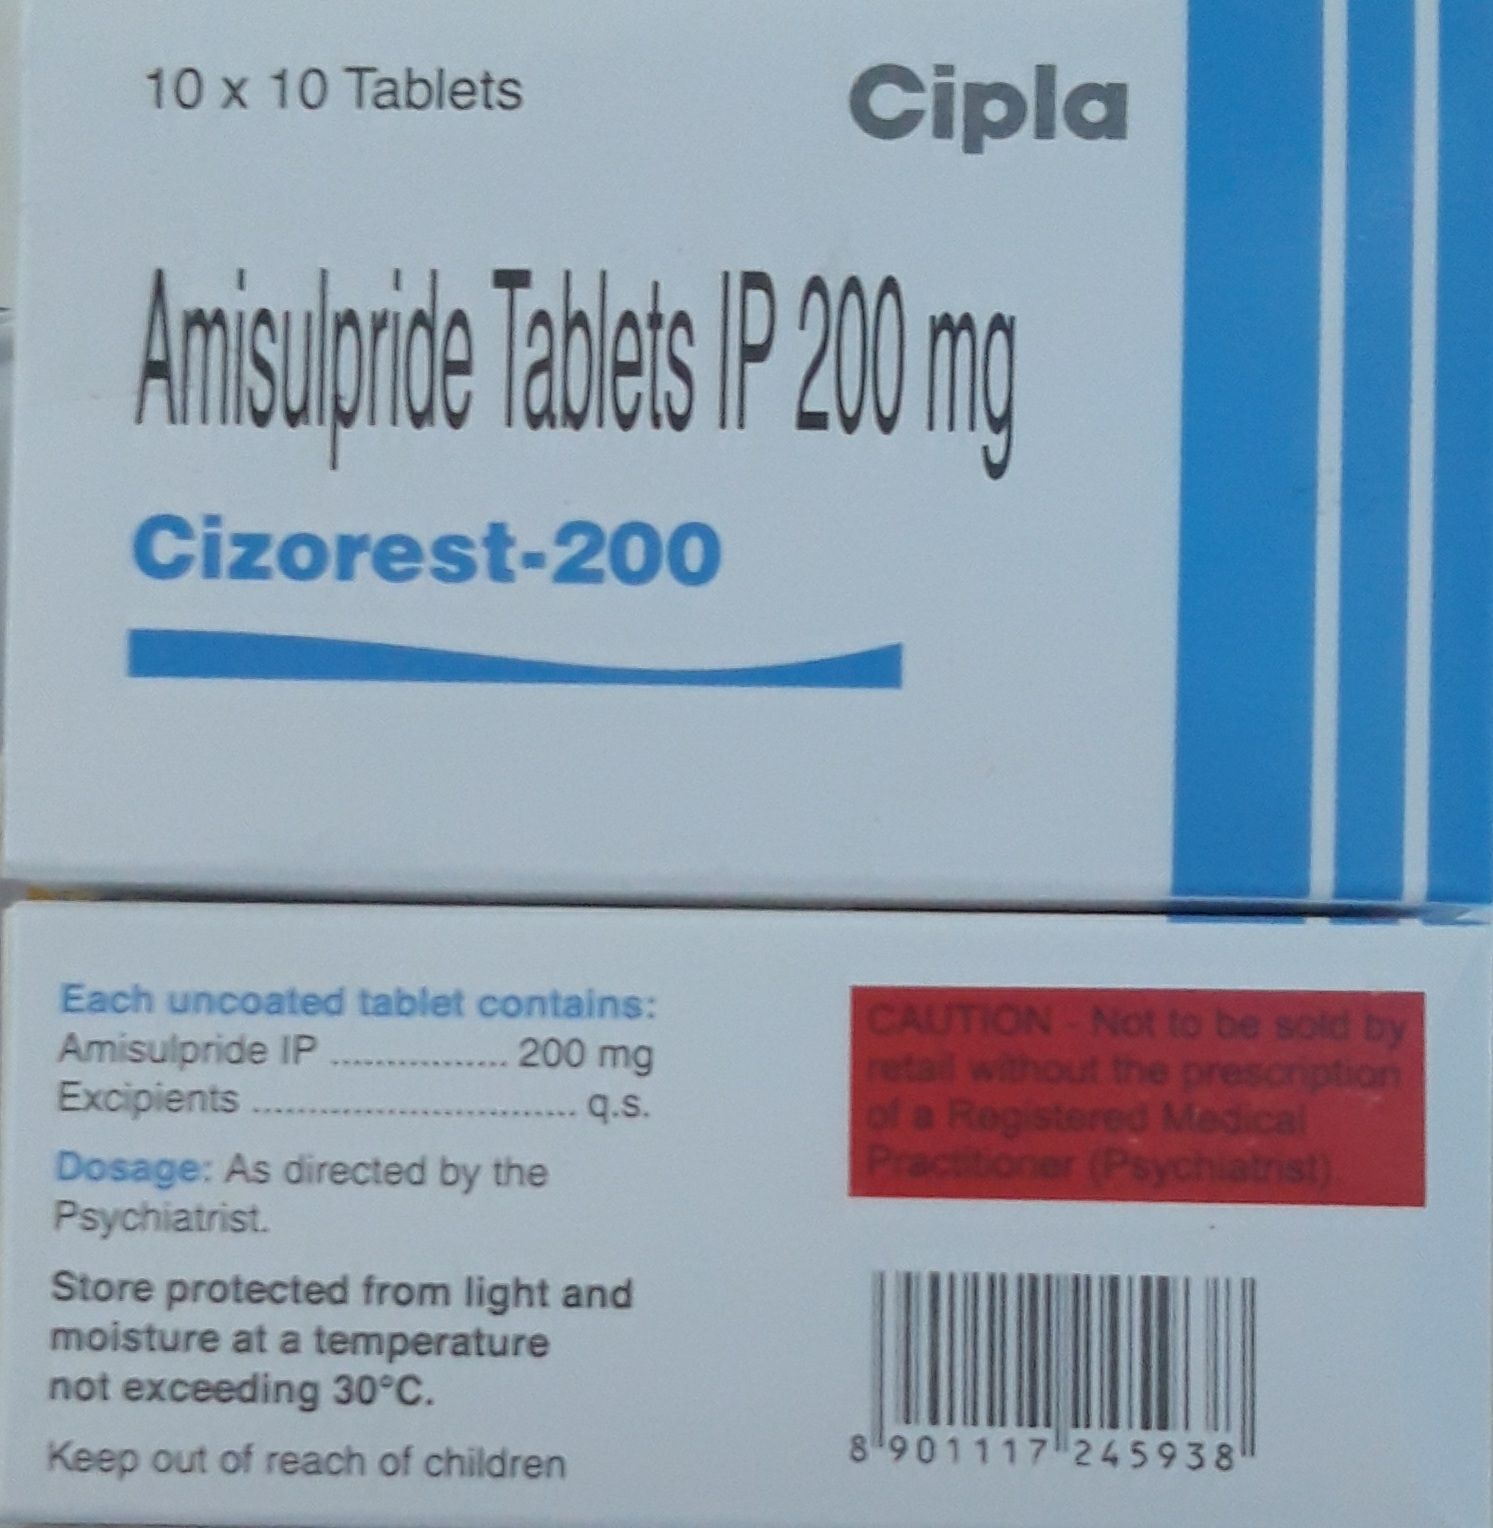 10 x 10 Tablets
Cipla
Amisulpride Tablets IP 200 mg
Cizorest-200
Each uncoated tablet contains:
Amisulpride IP ................ 200 mg
Excipients ............................. q.s.
Dosage: As directed by the
Psychiatrist.
Store protected from light and
moisture at a temperature
not exceeding 30°C.
Keep out of reach of children
CAUTION - Not to be sold by
retail without the prescription
of a Registered Medical
Practitioner (Psychiatrist).
8 901117 245938